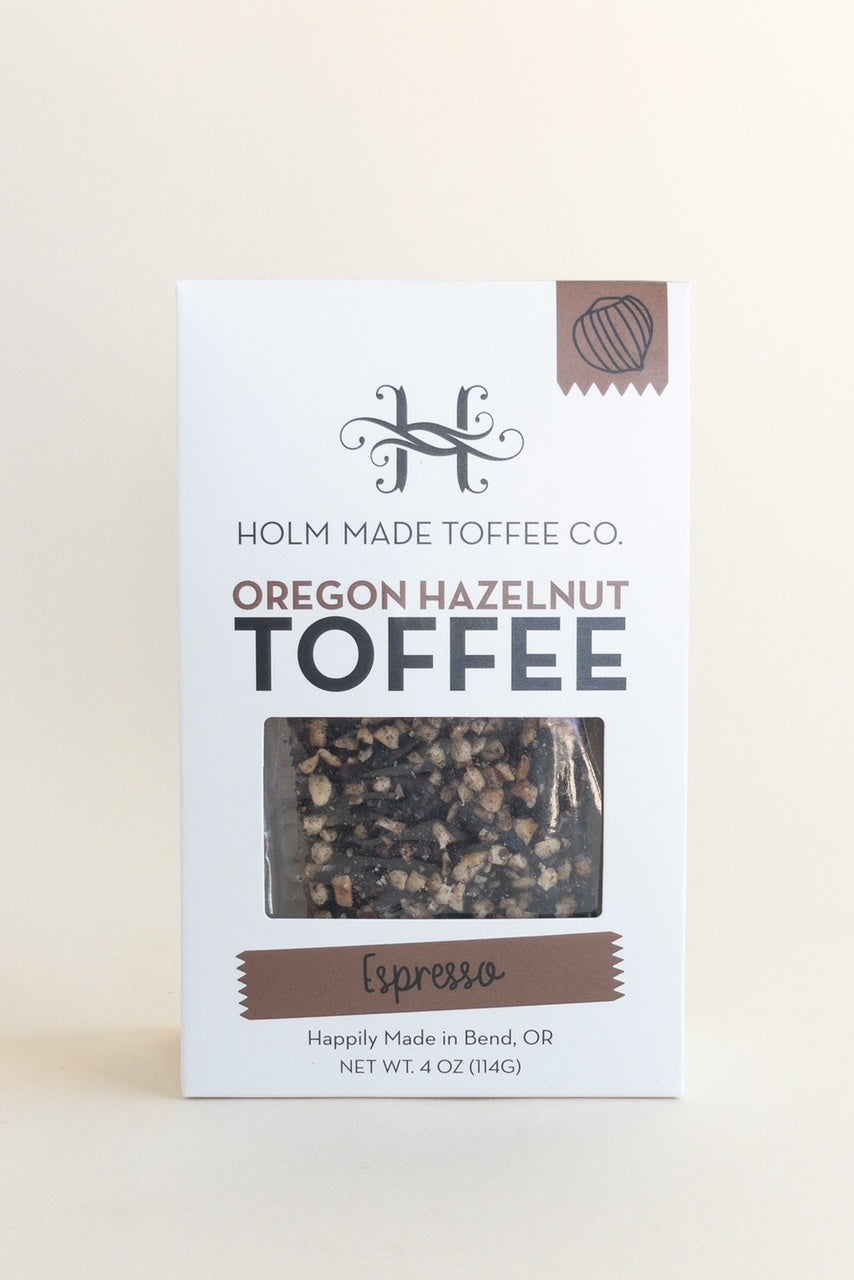 H
HOLM MADE TOFFEE CO.
OREGON HAZELNUT
TOFFEE
Espresso
Happily Made in Bend, OR
NET WT. 4 OZ (114G)